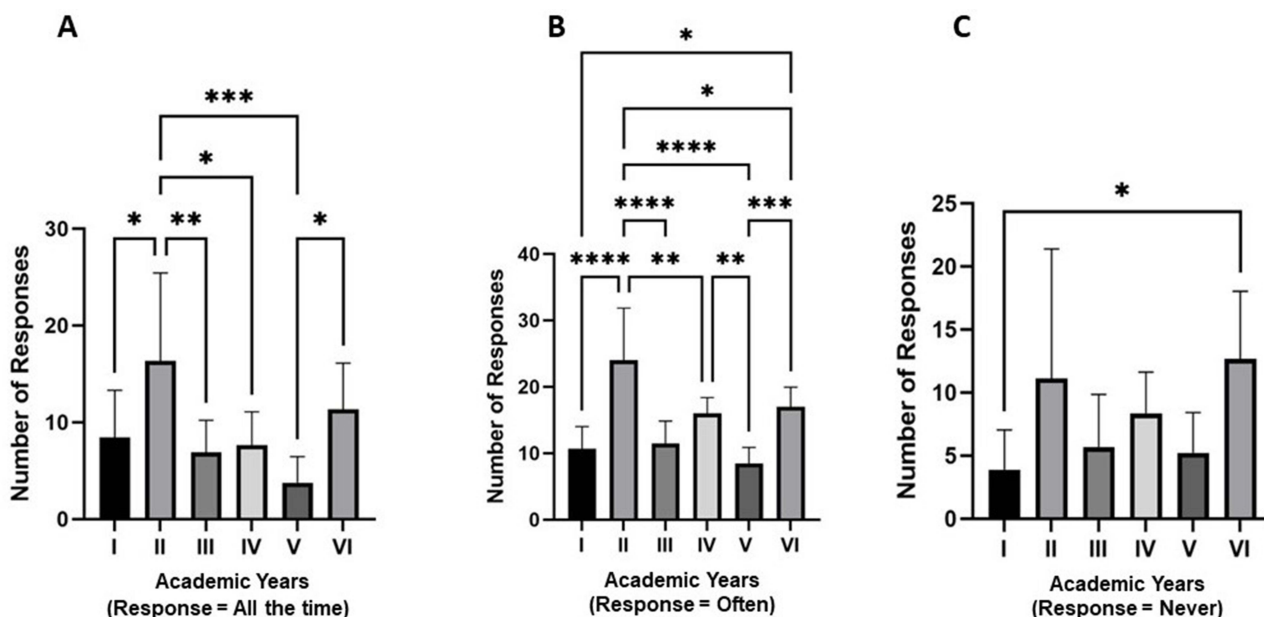 A
***
*
* ** *
Number of Responses
30
20
10
0
I II III IV V VI
Academic Years
(Response = All the time)
B
*
*
****
**** ***
**** ** **
Number of Responses
40
30
20
10
0
I II III IV V VI
Academic Years
(Response = Often)
C
*
Number of Responses
25
20
15
10
5
0
I II III IV V VI
Academic Years
(Response = Never)